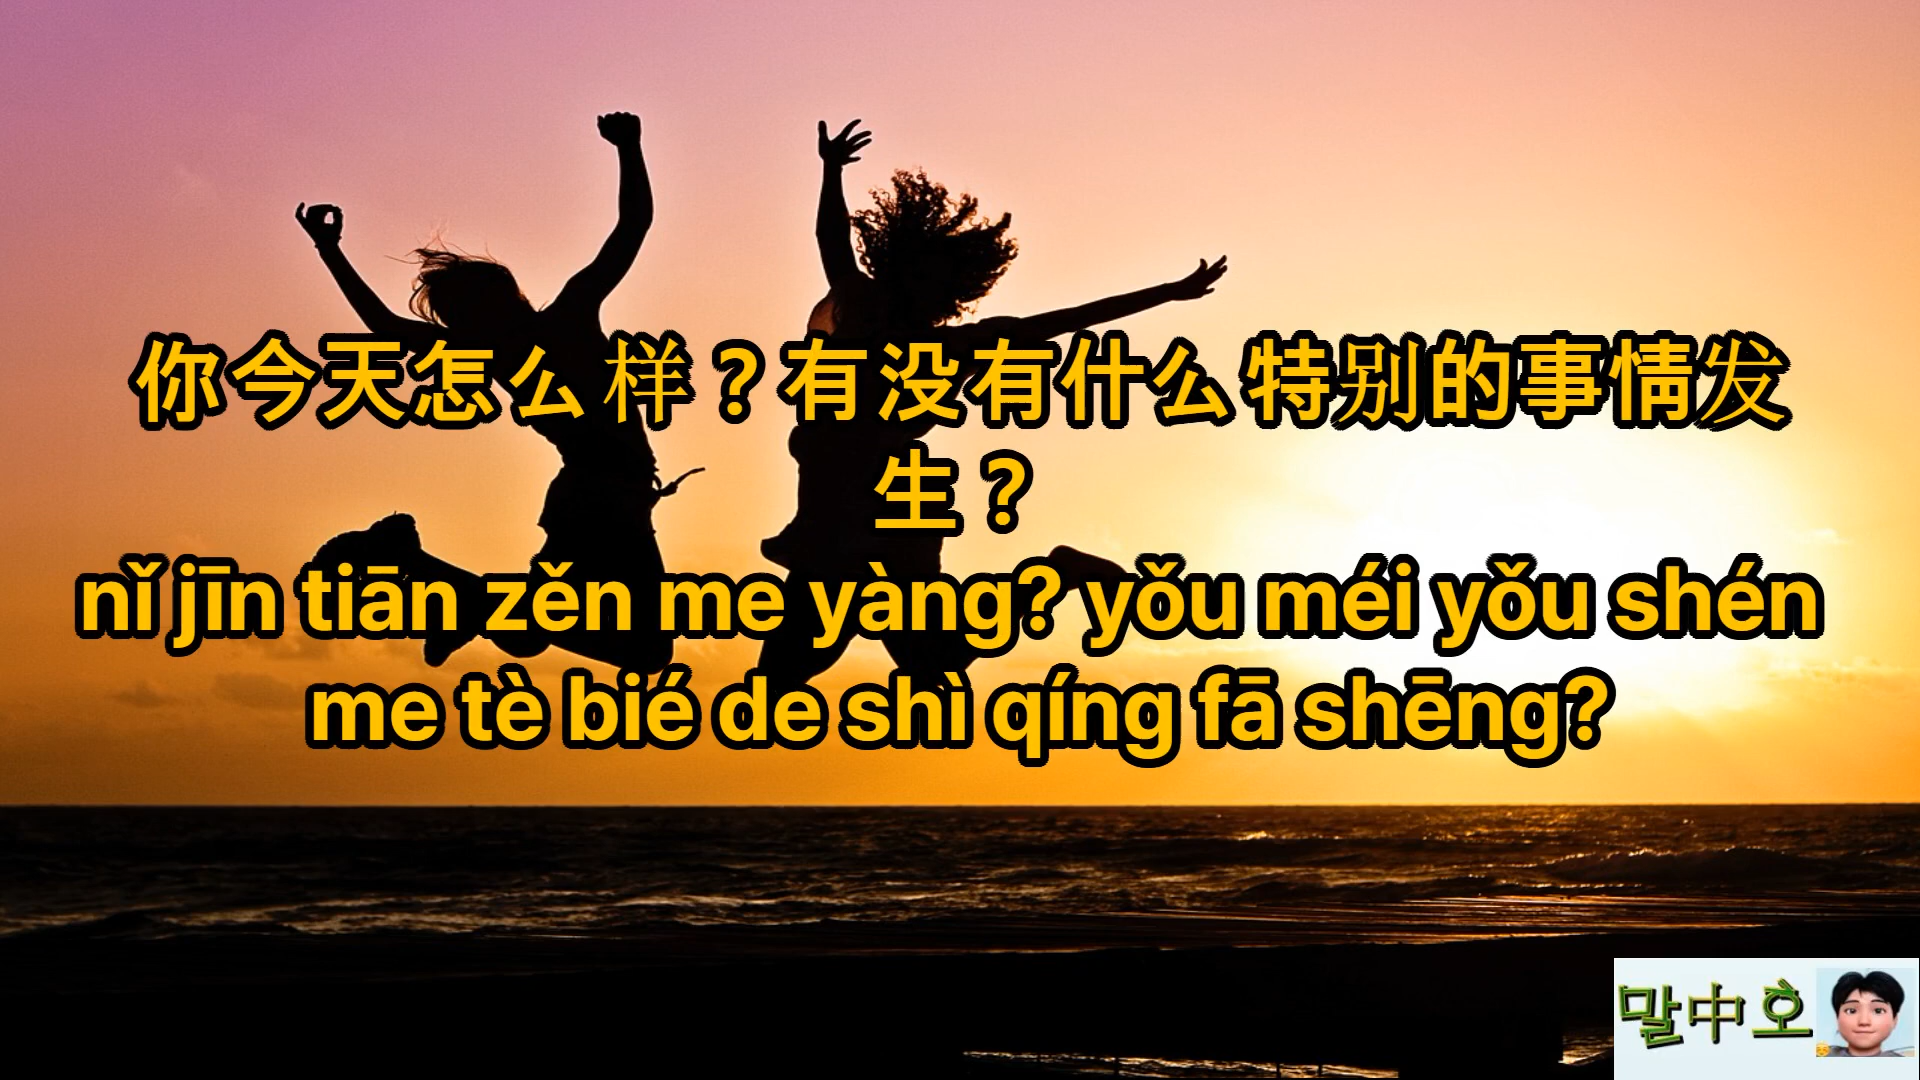 你今天怎么样？有没有什么特别的事情发
生？
nǐ jīn tiān zěn me yàng? yǒu méi yǒu shén
me tè bié de shì qíng fā shēng?
말中호